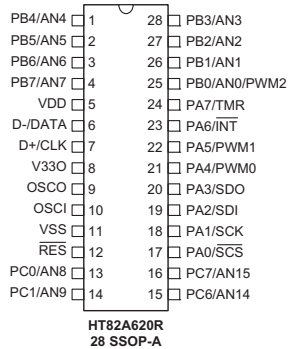 PB4/AN4 1 28 PB3/AN3
PB5/AN5 2 27 PB2/AN2
PB6/AN6 3 26 PB1/AN1
PB7/AN7 4 25 PB0/AN0/PWM2
VDD 5 24 PA7/TMR
D-/DATA 6 23 PA6/INT
D+/CLK 7 22 PA5/PWM1
V33O 8 21 PA4/PWM0
OSCO 9 20 PA3/SDO
OSCI 10 19 PA2/SDI
VSS 11 18 PA1/SCK
RES 12 17 PA0/SCS
PC0/AN8 13 16 PC7/AN15
PC1/AN9 14 15 PC6/AN14
HT82A620R
28 SSOP-A